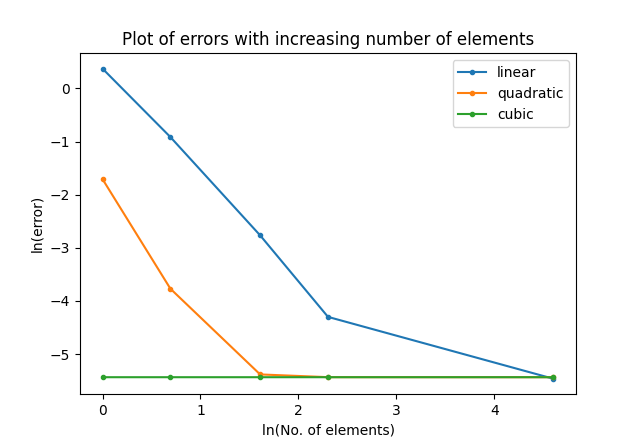 Plot of errors with increasing number of elements
linear
quadratic
cubic
ln(error)
0
−1
−2
−3
−4
−5
0 1 2 3 4
ln(No. of elements)